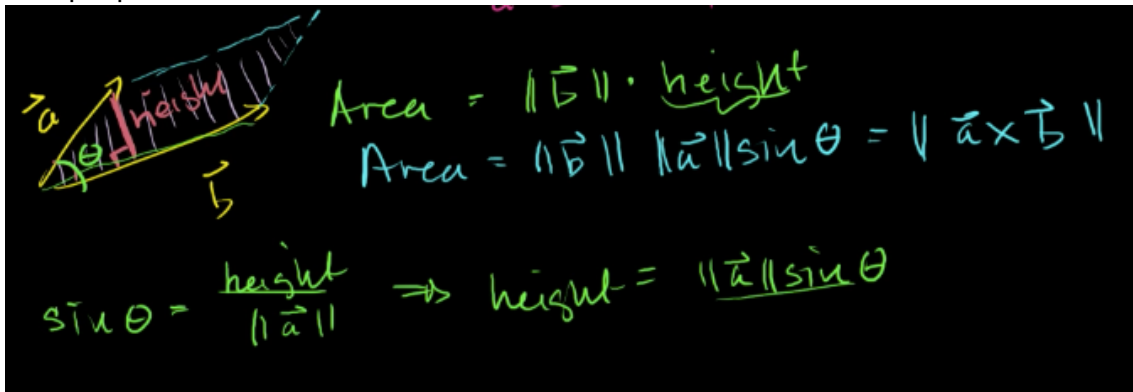 a⃗
height
θ
b⃗
Area = ‖b⃗‖ · height
Area = ‖b⃗‖ ‖a⃗‖ sin θ = ‖a⃗ × b⃗‖
sin θ = height / ‖a⃗‖ ⇒ height = ‖a⃗‖ sin θ